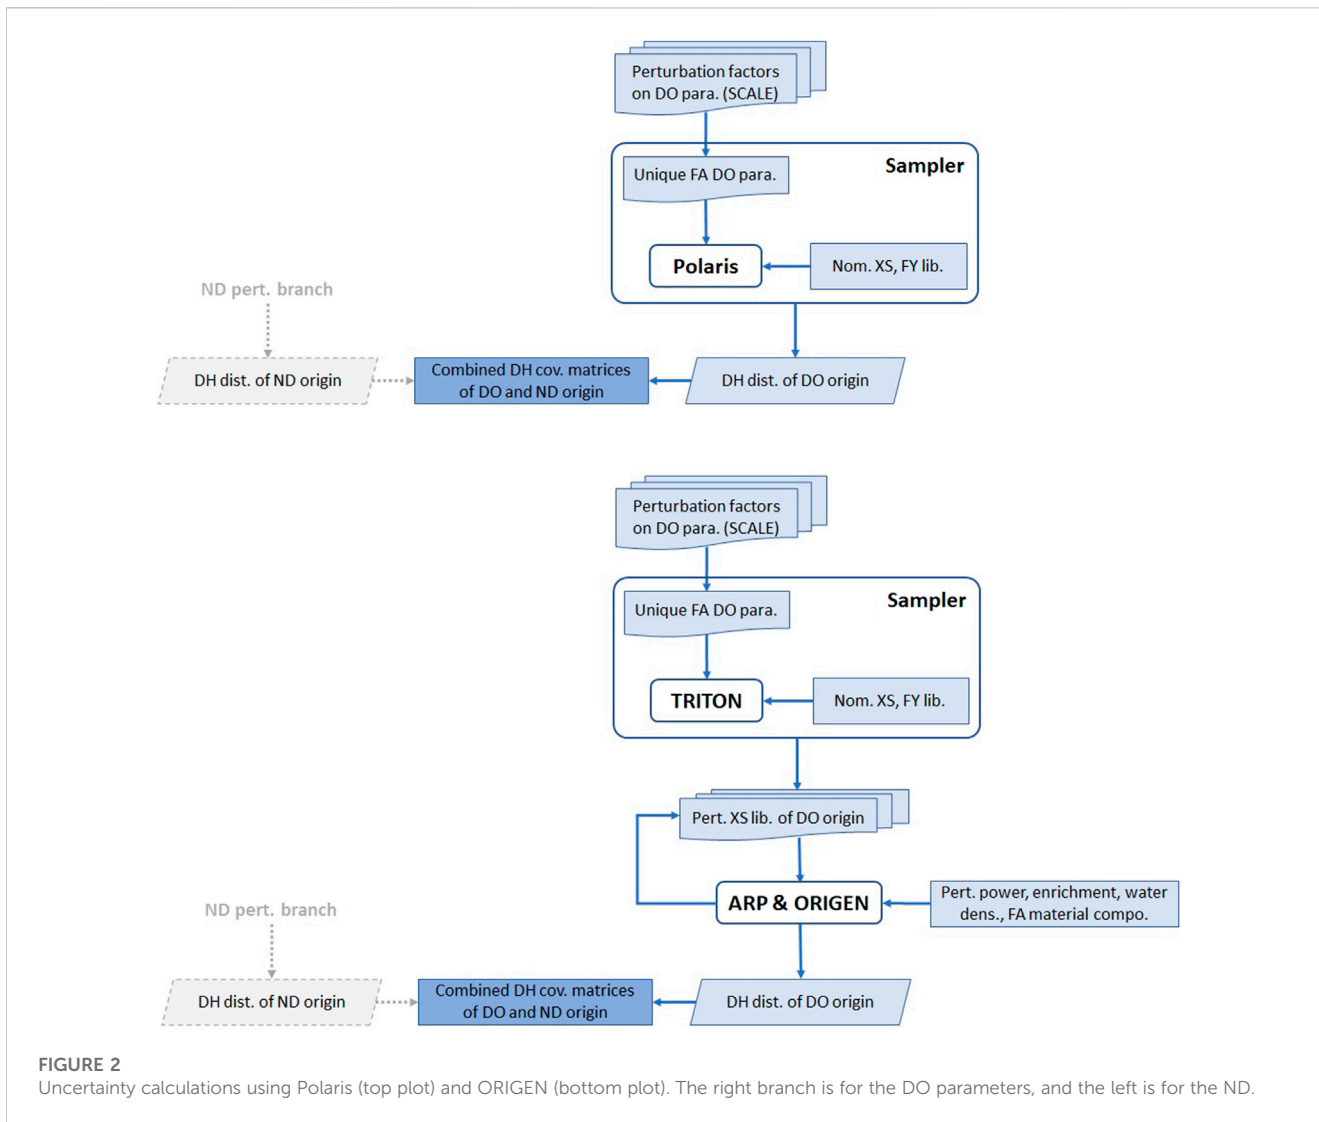 Perturbation factors
on DO para. (SCALE)
Sampler
Unique FA DO para.
Polaris
Nom. XS, FY lib.
ND pert. branch
DH dist. of ND origin
Combined DH cov. matrices
of DO and ND origin
DH dist. of DO origin
Perturbation factors
on DO para. (SCALE)
Sampler
Unique FA DO para.
TRITON
Nom. XS, FY lib.
Pert. XS lib. of DO origin
ARP & ORIGEN
Pert. power, enrichment, water
dens., FA material compo.
ND pert. branch
DH dist. of ND origin
Combined DH cov. matrices
of DO and ND origin
DH dist. of DO origin
FIGURE 2
Uncertainty calculations using Polaris (top plot) and ORIGEN (bottom plot). The right branch is for the DO parameters, and the left is for the ND.